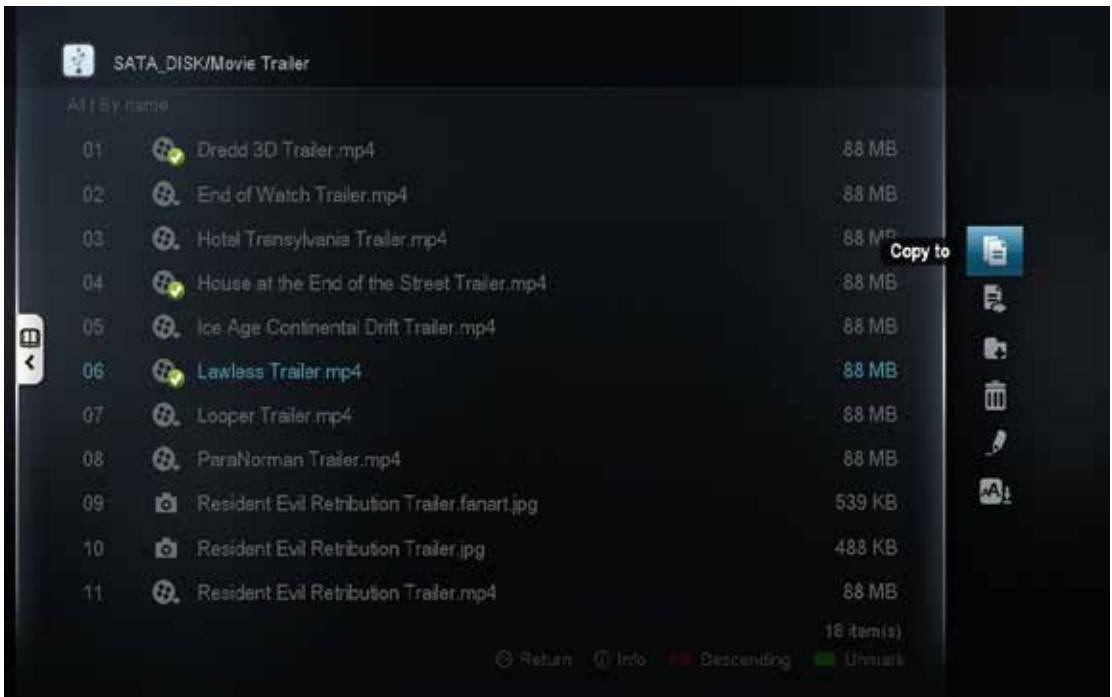 SATA_DISK/Movie Trailer
All | By name
01 Dredd 3D Trailer.mp4 88 MB
02 End of Watch Trailer.mp4 88 MB
03 Hotel Transylvania Trailer.mp4 88 MB
Copy to
04 House at the End of the Street Trailer.mp4 88 MB
05 Ice Age Continental Drift Trailer.mp4 88 MB
06 Lawless Trailer.mp4 88 MB
07 Looper Trailer.mp4 88 MB
08 ParaNorman Trailer.mp4 88 MB
09 Resident Evil Retribution Trailer.fanart.jpg 539 KB
10 Resident Evil Retribution Trailer.jpg 488 KB
11 Resident Evil Retribution Trailer.mp4 88 MB
18 item(s)
Return Info Descending Unmark